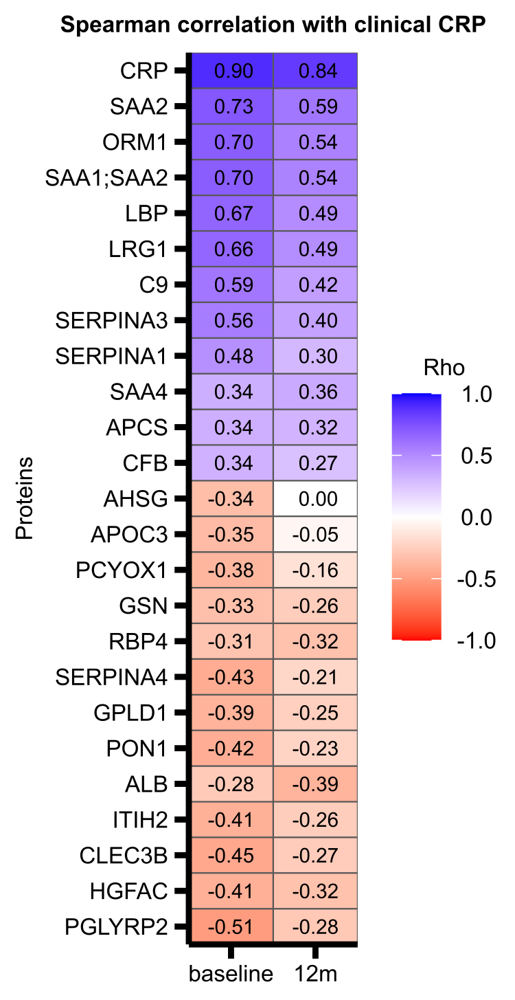 Spearman correlation with clinical CRP
CRP 0.90 0.84
SAA2 0.73 0.59
ORM1 0.70 0.54
SAA1;SAA2 0.70 0.54
LBP 0.67 0.49
LRG1 0.66 0.49
C9 0.59 0.42
SERPINA3 0.56 0.40
SERPINA1 0.48 0.30
SAA4 0.34 0.36
APCS 0.34 0.32
CFB 0.34 0.27
AHSG -0.34 0.00
APOC3 -0.35 -0.05
PCYOX1 -0.38 -0.16
GSN -0.33 -0.26
RBP4 -0.31 -0.32
SERPINA4 -0.43 -0.21
GPLD1 -0.39 -0.25
PON1 -0.42 -0.23
ALB -0.28 -0.39
ITIH2 -0.41 -0.26
CLEC3B -0.45 -0.27
HGFAC -0.41 -0.32
PGLYRP2 -0.51 -0.28
baseline 12m
Proteins
Rho
1.0
0.5
0.0
-0.5
-1.0